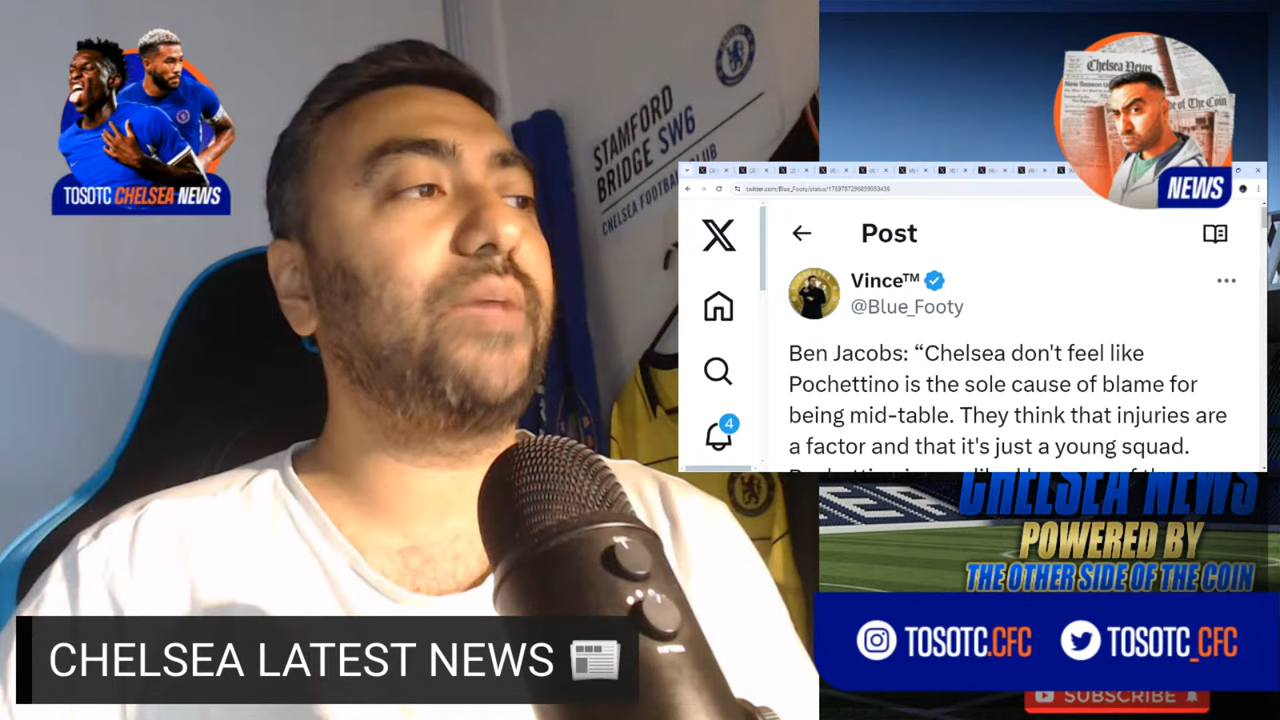 TOSOTC CHELSEA NEWS
STAMFORD
BRIDGE SW6
CHELSEA FOOTBALL CLUB
Chelsea News
NEWS
Post
Vince™
@Blue_Footy
Ben Jacobs: “Chelsea don't feel like
Pochettino is the sole cause of blame for
being mid-table. They think that injuries are
a factor and that it's just a young squad.
CHELSEA NEWS
POWERED BY
THE OTHER SIDE OF THE COIN
CHELSEA LATEST NEWS
TOSOTC.CFC
TOSOTC_CFC
SUBSCRIBE
4